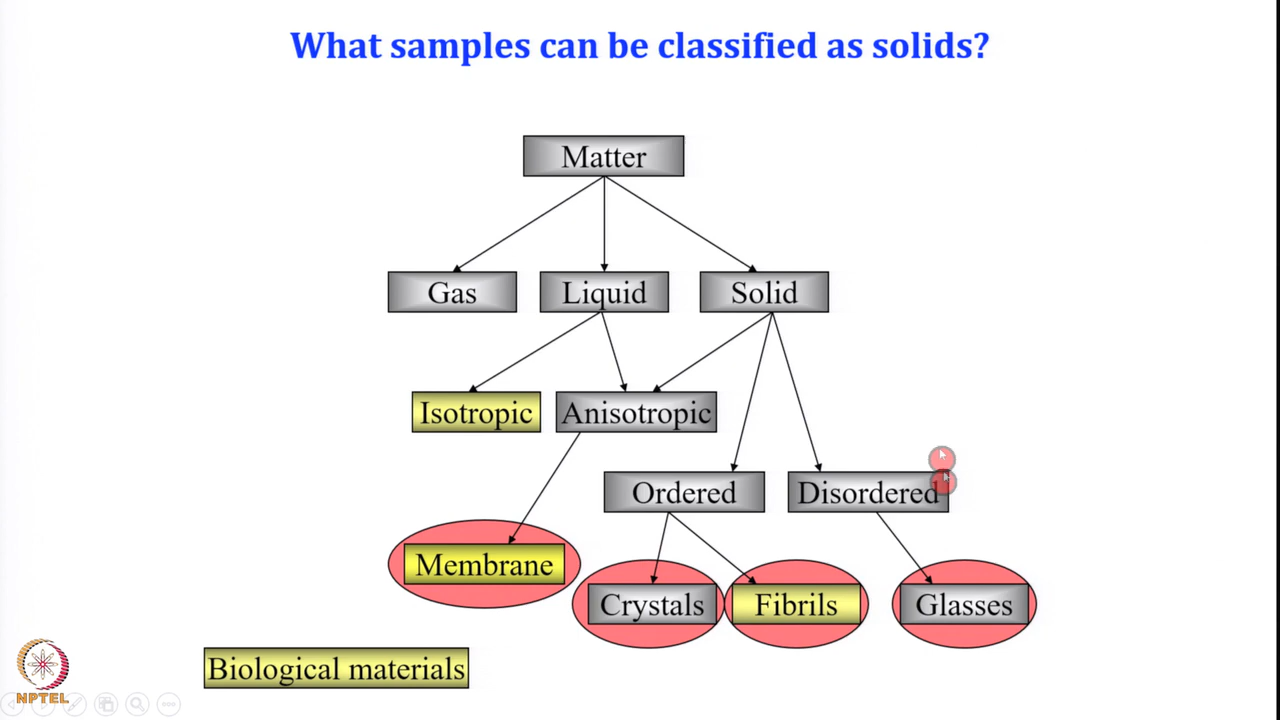 What samples can be classified as solids?
Matter
Gas
Liquid
Solid
Isotropic
Anisotropic
Ordered
Disordered
Membrane
Crystals
Fibrils
Glasses
Biological materials
NPTEL